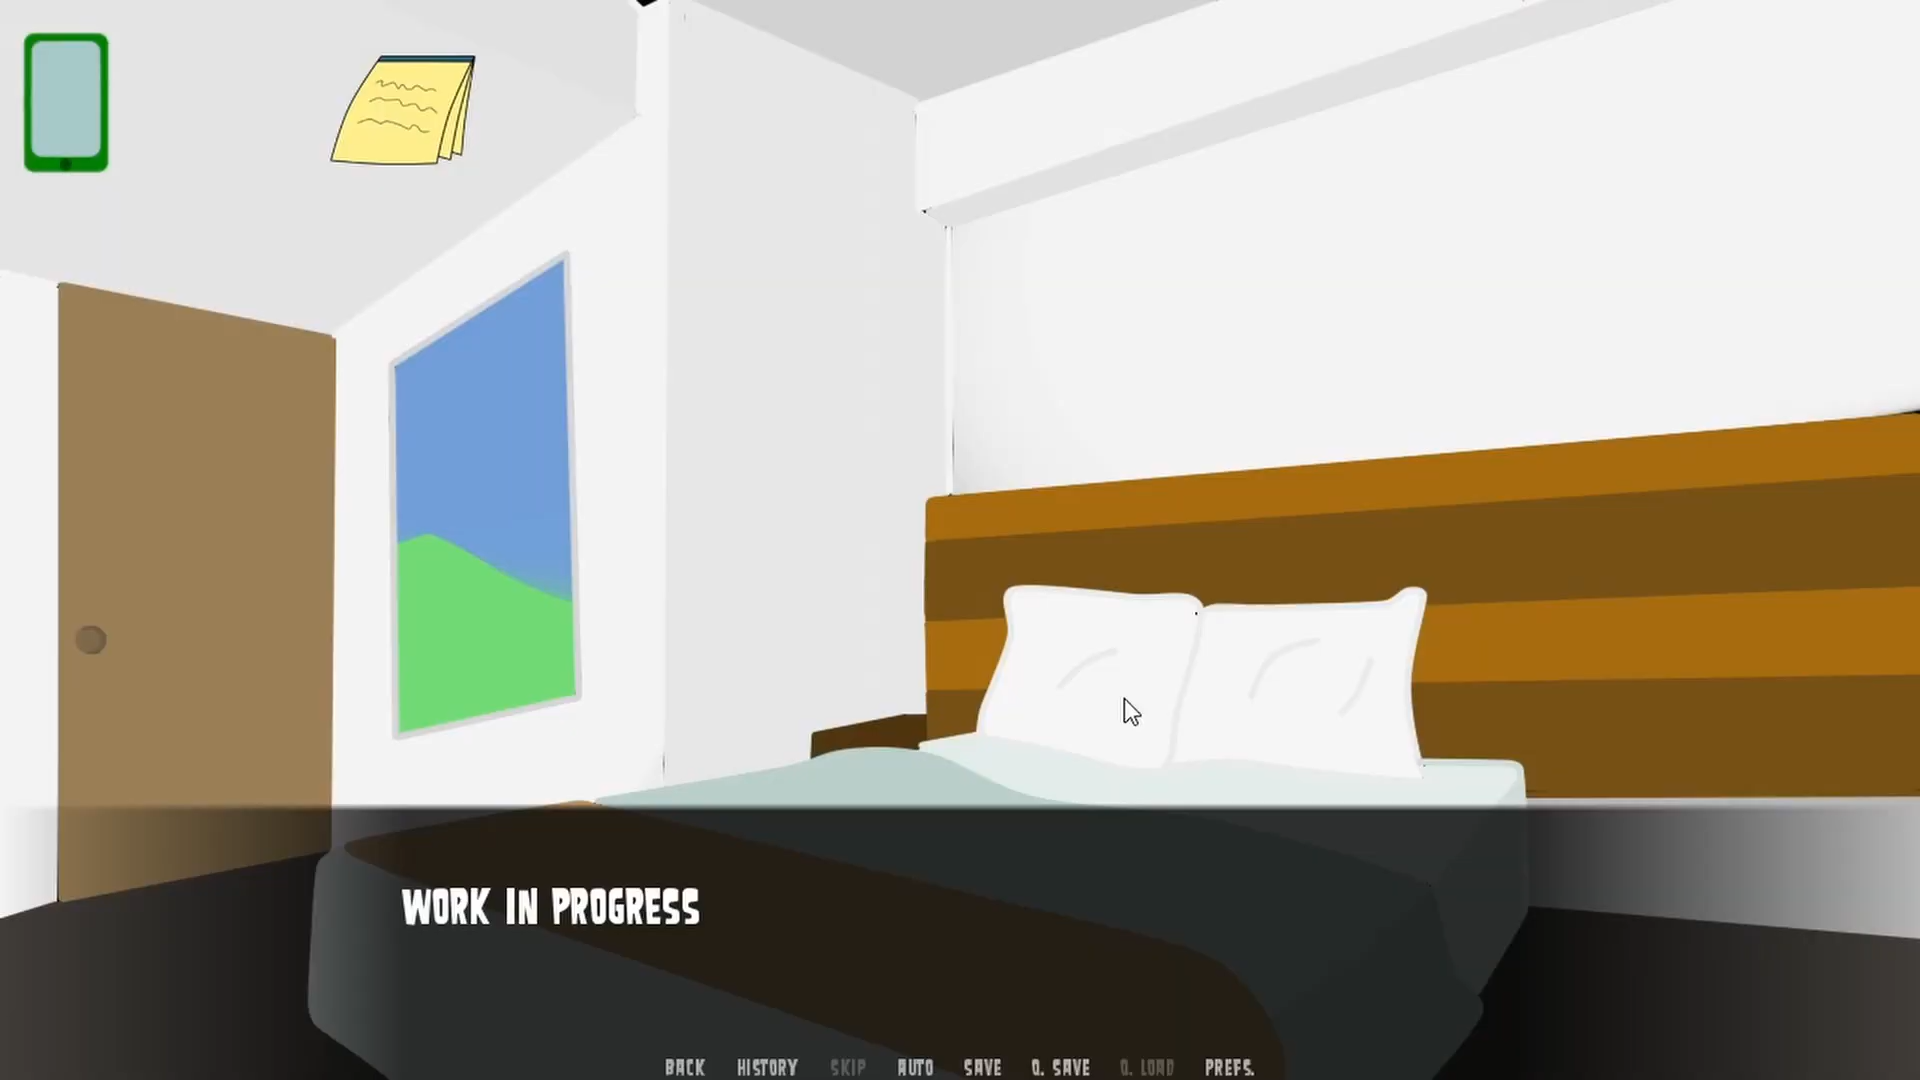 WORK IN PROGRESS
BACK HISTORY SKIP AUTO SAVE Q. SAVE Q. LOAD PREFS.